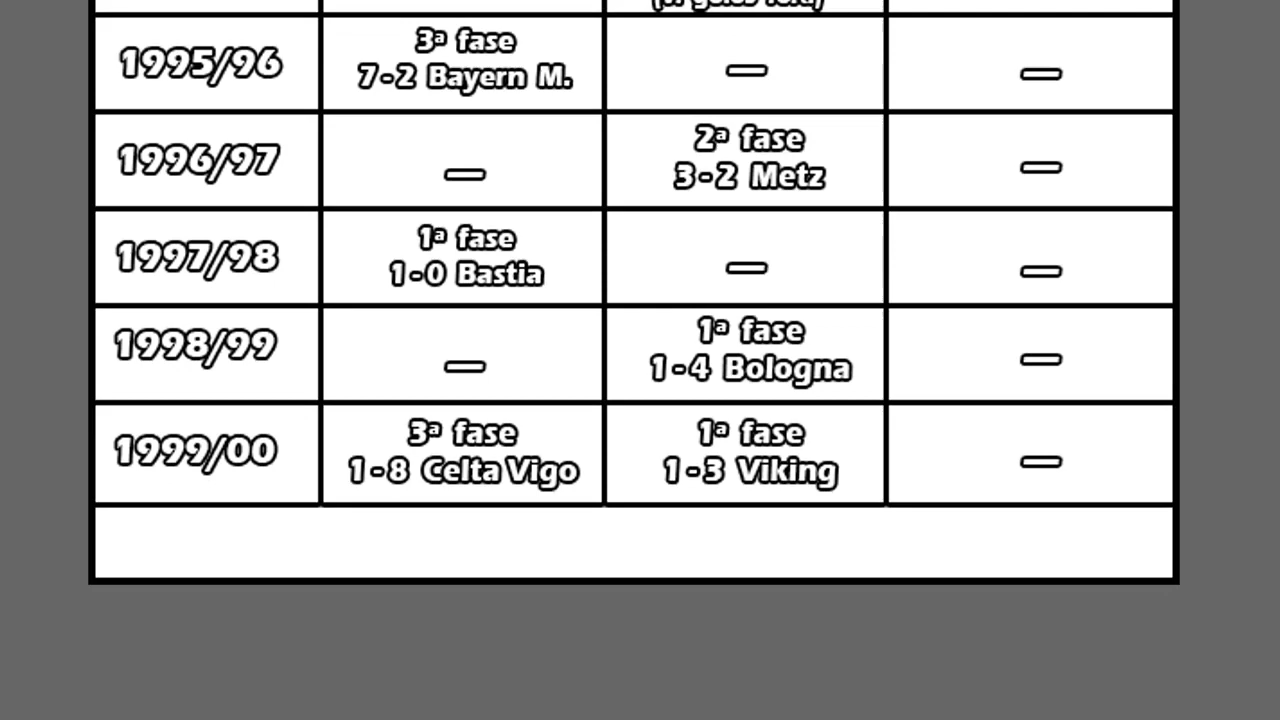 1995/96
3ª fase
7-2 Bayern M.
—
—
1996/97
—
2ª fase
3-2 Metz
—
1997/98
1ª fase
1-0 Bastia
—
—
1998/99
—
1ª fase
1-4 Bologna
—
1999/00
3ª fase
1-8 Celta Vigo
1ª fase
1-3 Viking
—